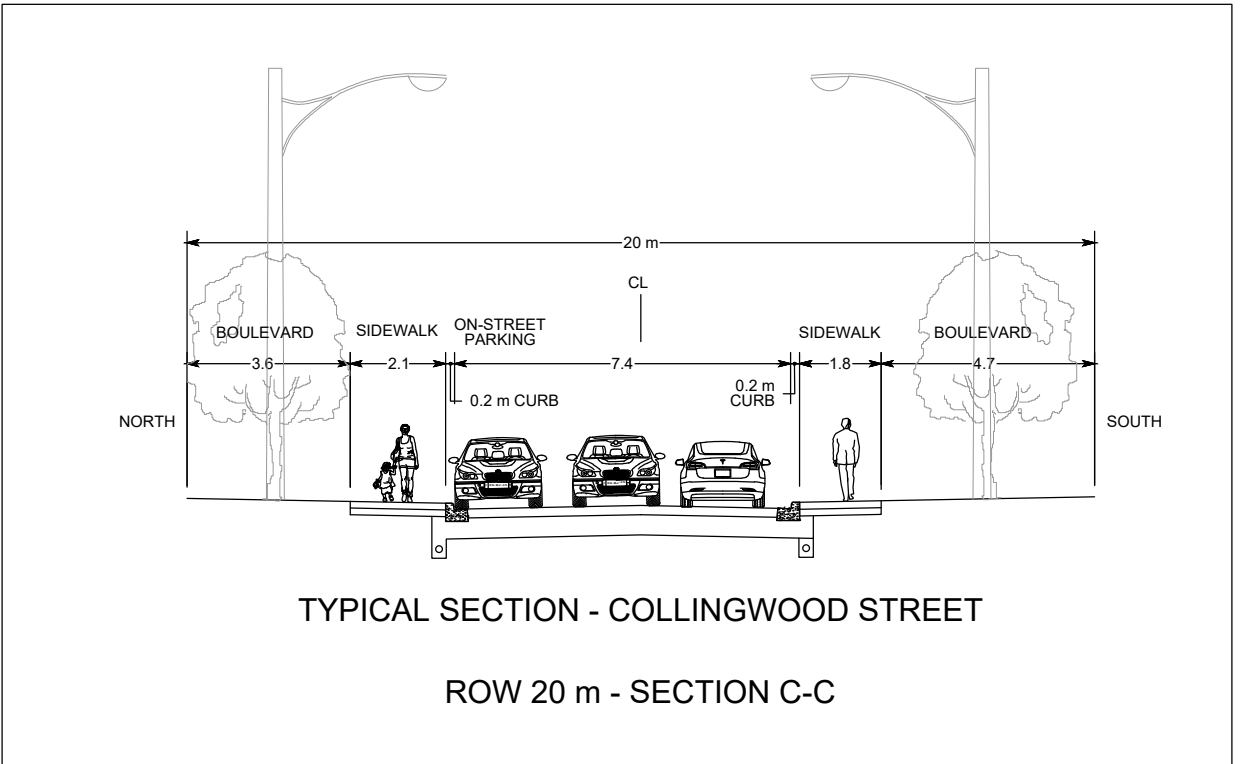 20 m
CL
BOULEVARD
SIDEWALK
ON-STREET
PARKING
SIDEWALK
BOULEVARD
3.6
2.1
7.4
1.8
4.7
0.2 m CURB
0.2 m
CURB
NORTH
SOUTH
TYPICAL SECTION - COLLINGWOOD STREET
ROW 20 m - SECTION C-C